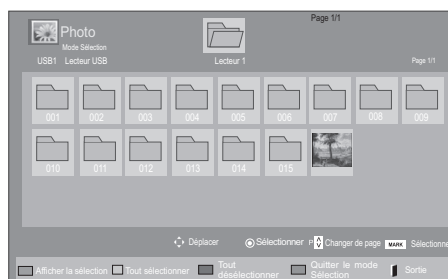 Page 1/1
Photo
Mode Sélection
USB1 Lecteur USB
Lecteur 1
Page 1/1
001 002 003 004 005 006 007 008 009
010 011 012 013 014 015
Déplacer Sélectionner P Changer de page MARK Sélectionne
Afficher la sélection Tout sélectionner Tout désélectionner Quitter le mode Sélection Sortie